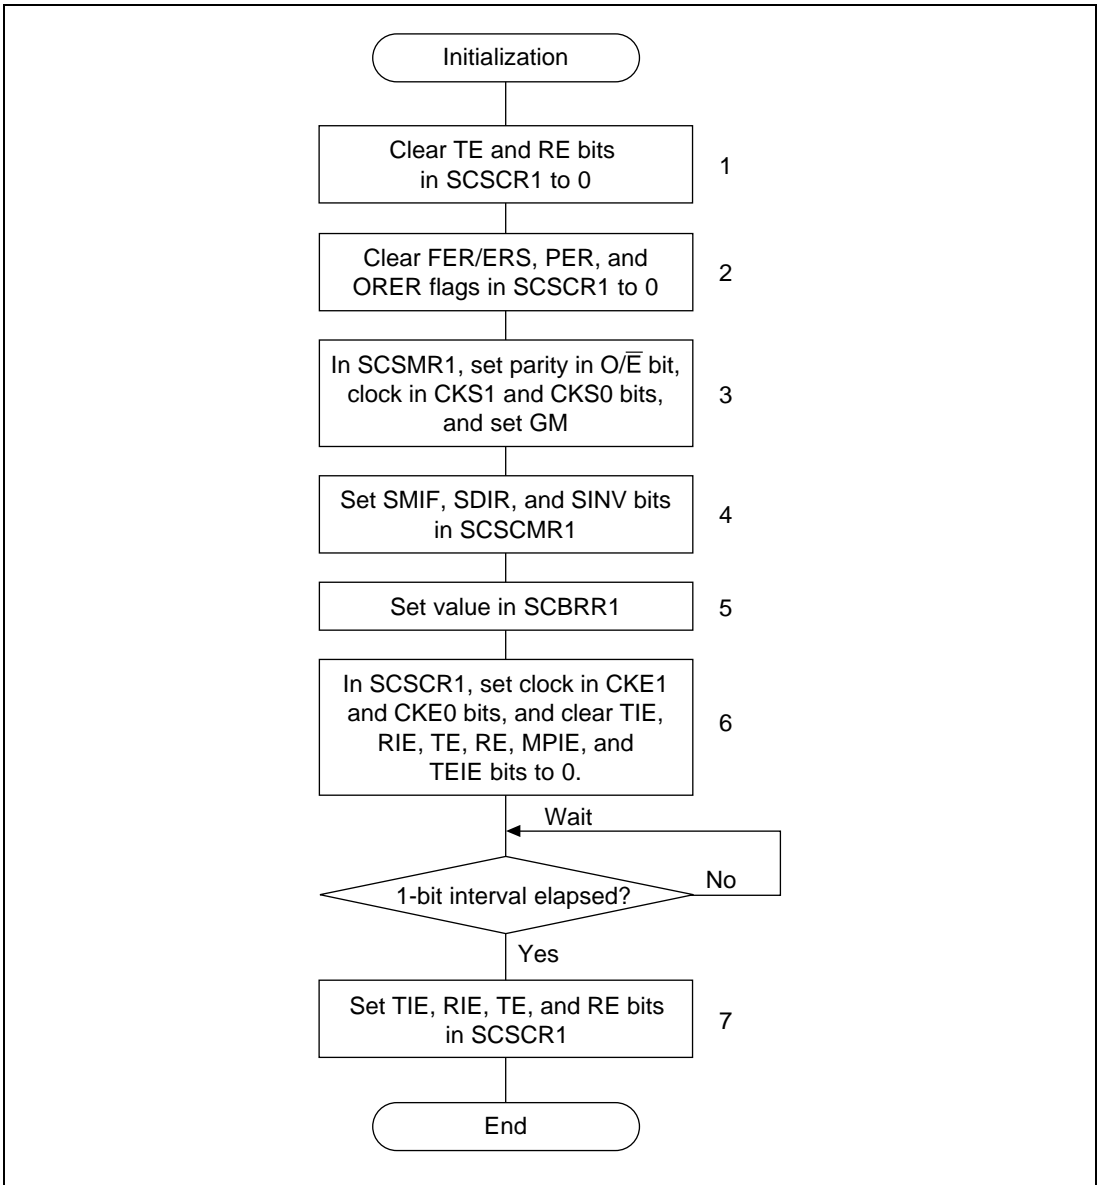 Initialization
Clear TE and RE bits
in SCSCR1 to 0
1
Clear FER/ERS, PER, and
ORER flags in SCSCR1 to 0
2
In SCSMR1, set parity in O/E̅ bit,
clock in CKS1 and CKS0 bits,
and set GM
3
Set SMIF, SDIR, and SINV bits
in SCSCMR1
4
Set value in SCBRR1
5
In SCSCR1, set clock in CKE1
and CKE0 bits, and clear TIE,
RIE, TE, RE, MPIE, and
TEIE bits to 0.
6
Wait
1-bit interval elapsed?
No
Yes
Set TIE, RIE, TE, and RE bits
in SCSCR1
7
End